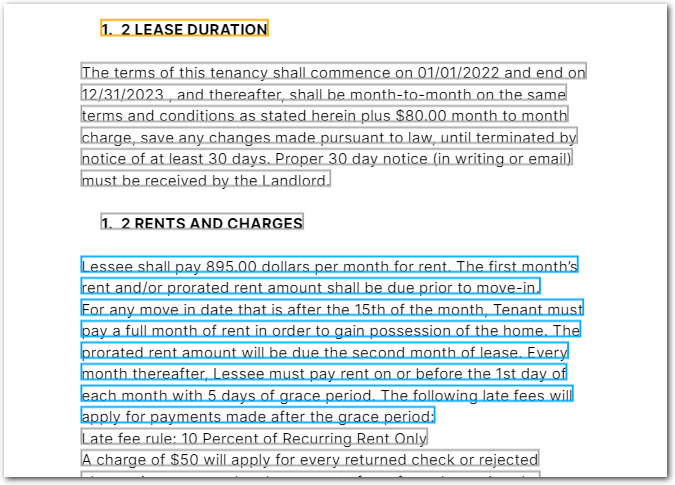 1. 2 LEASE DURATION
The terms of this tenancy shall commence on 01/01/2022 and end on
12/31/2023 , and thereafter, shall be month-to-month on the same
terms and conditions as stated herein plus $80.00 month to month
charge, save any changes made pursuant to law, until terminated by
notice of at least 30 days. Proper 30 day notice (in writing or email)
must be received by the Landlord.
1. 2 RENTS AND CHARGES
Lessee shall pay 895.00 dollars per month for rent. The first month's
rent and/or prorated rent amount shall be due prior to move-in.
For any move in date that is after the 15th of the month, Tenant must
pay a full month of rent in order to gain possession of the home. The
prorated rent amount will be due the second month of lease. Every
month thereafter, Lessee must pay rent on or before the 1st day of
each month with 5 days of grace period. The following late fees will
apply for payments made after the grace period:
Late fee rule: 10 Percent of Recurring Rent Only
A charge of $50 will apply for every returned check or rejected